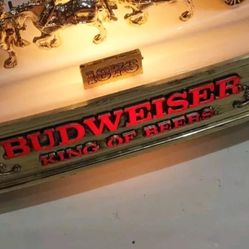 1876
BUDWEISER
KING OF BEERS.